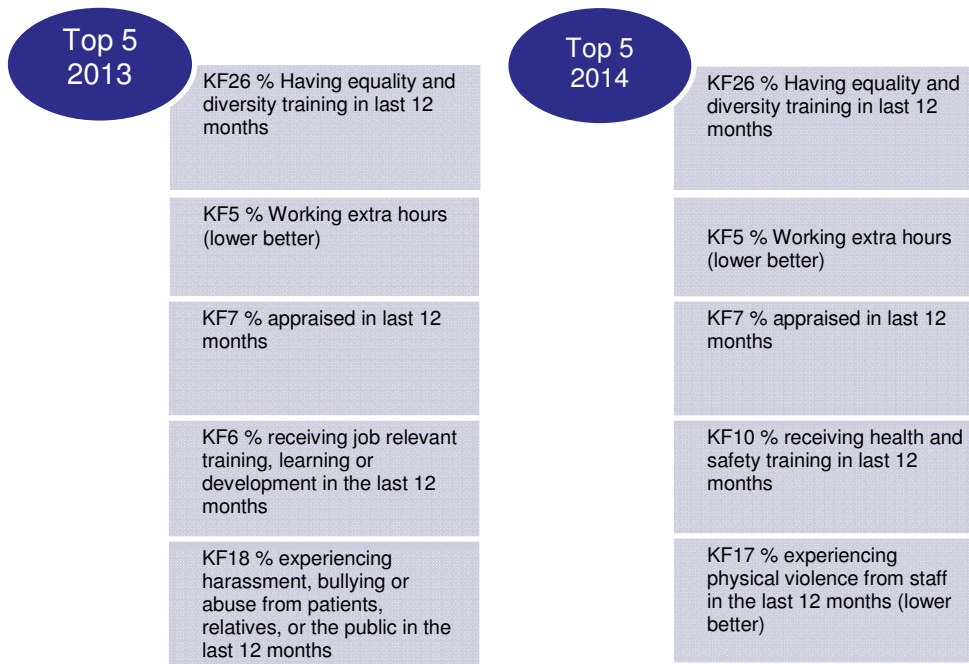 Top 5
2013
KF26 % Having equality and
diversity training in last 12
months
KF5 % Working extra hours
(lower better)
KF7 % appraised in last 12
months
KF6 % receiving job relevant
training, learning or
development in the last 12
months
KF18 % experiencing
harassment, bullying or
abuse from patients,
relatives, or the public in the
last 12 months
Top 5
2014
KF26 % Having equality and
diversity training in last 12
months
KF5 % Working extra hours
(lower better)
KF7 % appraised in last 12
months
KF10 % receiving health and
safety training in last 12
months
KF17 % experiencing
physical violence from staff
in the last 12 months (lower
better)